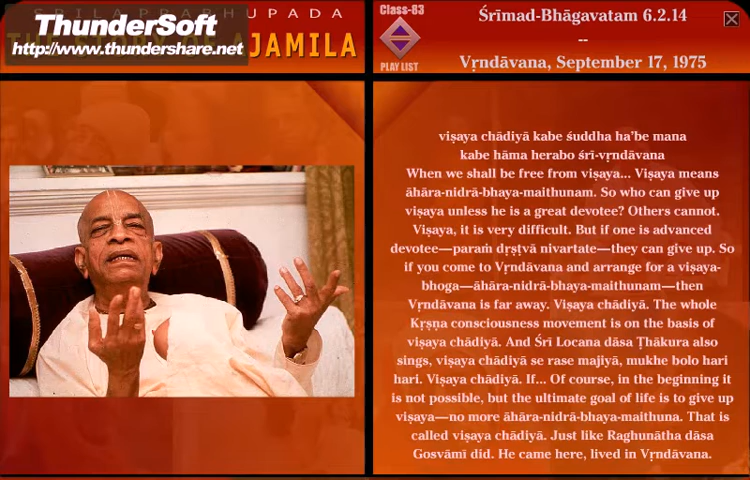 SRILA PRABHUPADA
ThunderSoft
http://www.thundershare.net
AJAMILA
Class-63
PLAY LIST
Śrīmad-Bhāgavatam 6.2.14
--
Vṛndāvana, September 17, 1975
viṣaya chāḍiyā kabe śuddha ha'be mana
kabe hāma herabo śrī-vṛndāvana
When we shall be free from viṣaya... Viṣaya means
āhāra-nidrā-bhaya-maithunam. So who can give up
viṣaya unless he is a great devotee? Others cannot.
Viṣaya, it is very difficult. But if one is advanced
devotee—paraṁ dṛṣṭvā nivartate—they can give up. So
if you come to Vṛndāvana and arrange for a viṣaya-
bhoga—āhāra-nidrā-bhaya-maithunam—then
Vṛndāvana is far away. Viṣaya chāḍiyā. The whole
Kṛṣṇa consciousness movement is on the basis of
viṣaya chāḍiyā. And Śrī Locana dāsa Ṭhākura also
sings, viṣaya chāḍiyā se rase majiyā, mukhe bolo hari
hari. Viṣaya chāḍiyā. If... Of course, in the beginning it
is not possible, but the ultimate goal of life is to give up
viṣaya—no more āhāra-nidrā-bhaya-maithuna. That is
called viṣaya chāḍiyā. Just like Raghunātha dāsa
Gosvāmī did. He came here, lived in Vṛndāvana.